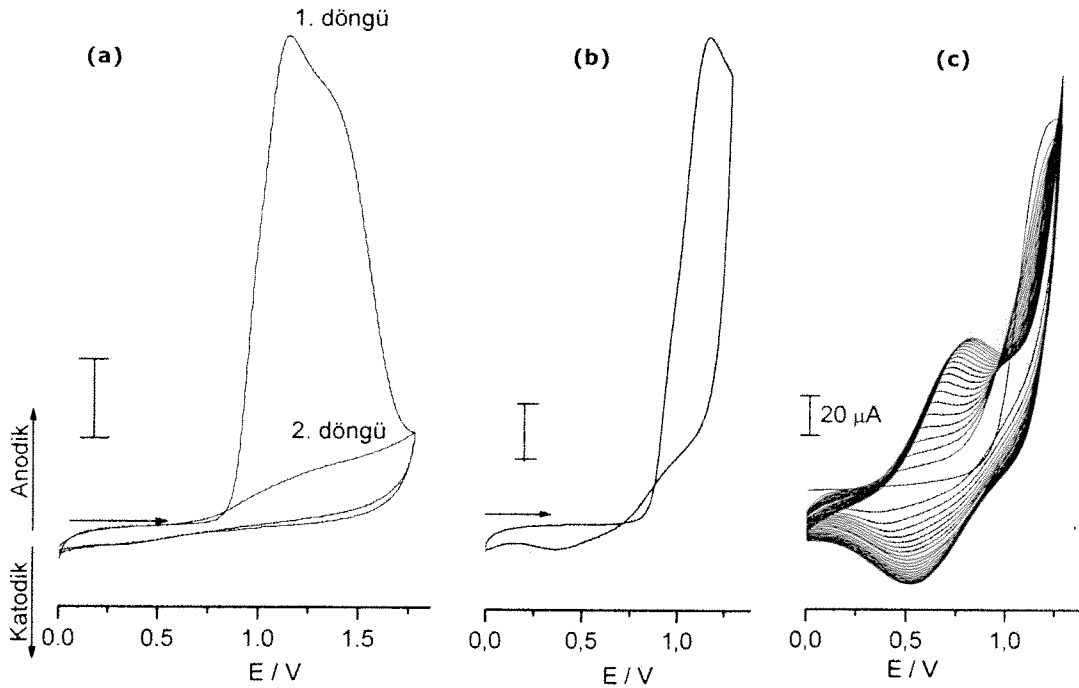 (a)
1. döngü
2. döngü
Anodik
Katodik
0.0 0.5 1.0 1.5
E / V
(b)
0,0 0,5 1,0
E / V
(c)
20 µA
0,0 0,5 1,0
E / V